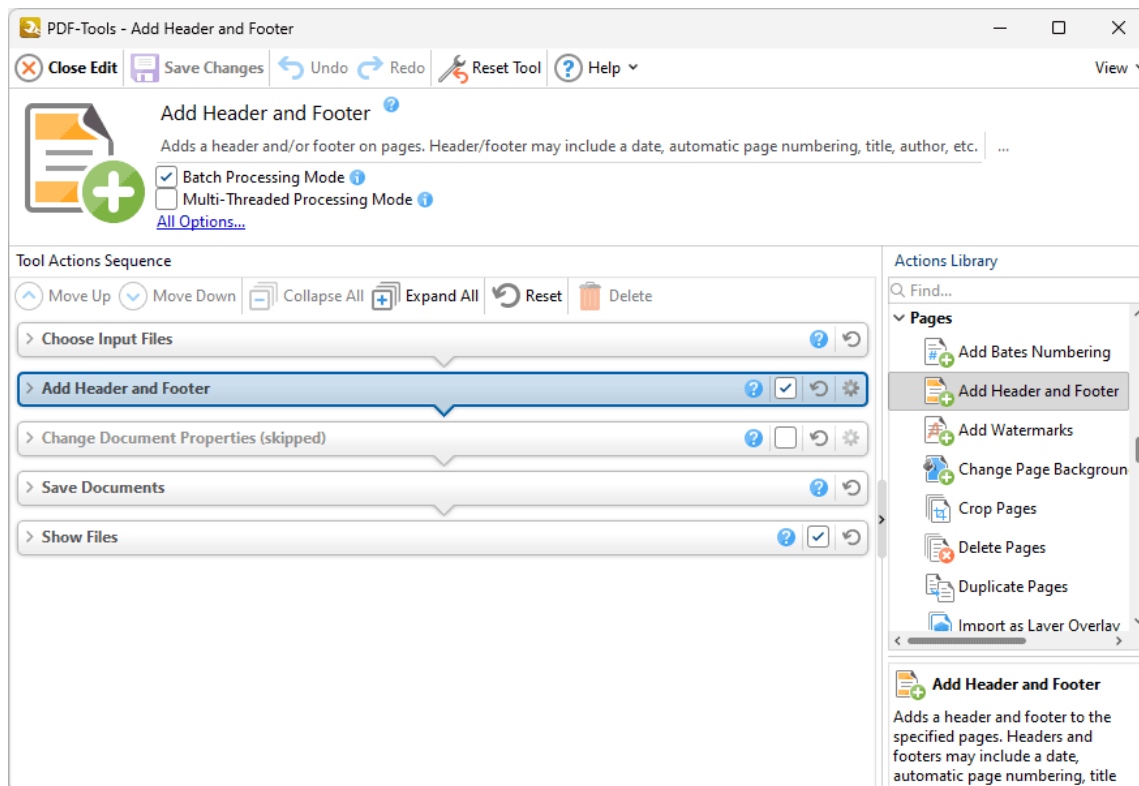 PDF-Tools - Add Header and Footer
Close Edit Save Changes Undo Redo Reset Tool ? Help View
Add Header and Footer ?
Adds a header and/or footer on pages. Header/footer may include a date, automatic page numbering, title, author, etc. ...
Batch Processing Mode i
Multi-Threaded Processing Mode i
All Options...
Tool Actions Sequence
Move Up Move Down Collapse All Expand All Reset Delete
Choose Input Files ?
Add Header and Footer ?
Change Document Properties (skipped) ?
Save Documents ?
Show Files ?
Actions Library
Find...
Pages
Add Bates Numbering
Add Header and Footer
Add Watermarks
Change Page Backgroun
Crop Pages
Delete Pages
Duplicate Pages
Import as Layer Overlay
Add Header and Footer
Adds a header and footer to the
specified pages. Headers and
footers may include a date,
automatic page numbering, title